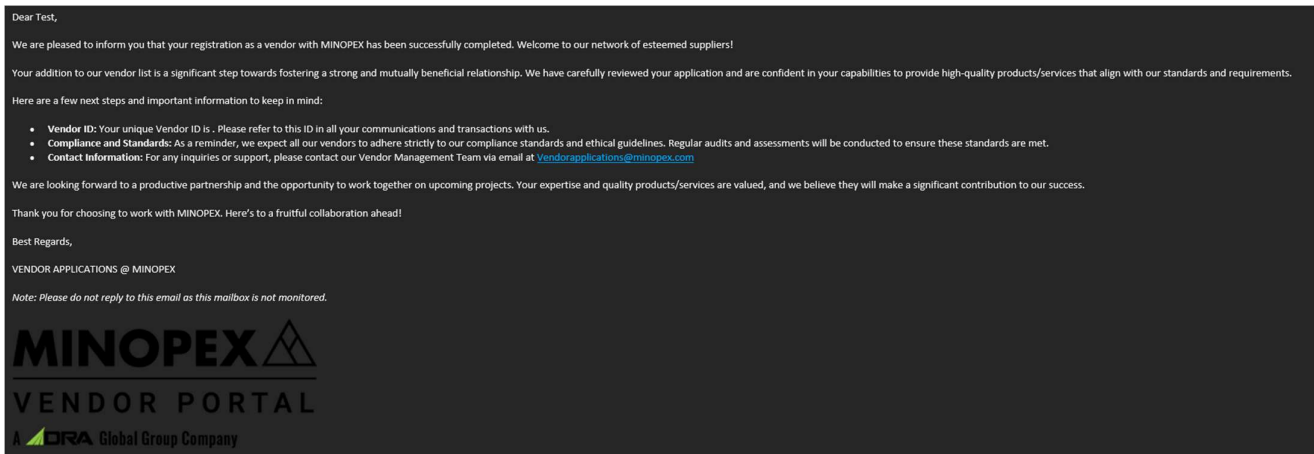 Dear Test,
We are pleased to inform you that your registration as a vendor with MINOPEX has been successfully completed. Welcome to our network of esteemed suppliers!
Your addition to our vendor list is a significant step towards fostering a strong and mutually beneficial relationship. We have carefully reviewed your application and are confident in your capabilities to provide high-quality products/services that align with our standards and requirements.
Here are a few next steps and important information to keep in mind:
• Vendor ID: Your unique Vendor ID is . Please refer to this ID in all your communications and transactions with us.
• Compliance and Standards: As a reminder, we expect all our vendors to adhere strictly to our compliance standards and ethical guidelines. Regular audits and assessments will be conducted to ensure these standards are met.
• Contact Information: For any inquiries or support, please contact our Vendor Management Team via email at Vendorapplications@minopex.com
We are looking forward to a productive partnership and the opportunity to work together on upcoming projects. Your expertise and quality products/services are valued, and we believe they will make a significant contribution to our success.
Thank you for choosing to work with MINOPEX. Here's to a fruitful collaboration ahead!
Best Regards,
VENDOR APPLICATIONS @ MINOPEX
Note: Please do not reply to this email as this mailbox is not monitored.
MINOPEX
VENDOR PORTAL
A DRA Global Group Company